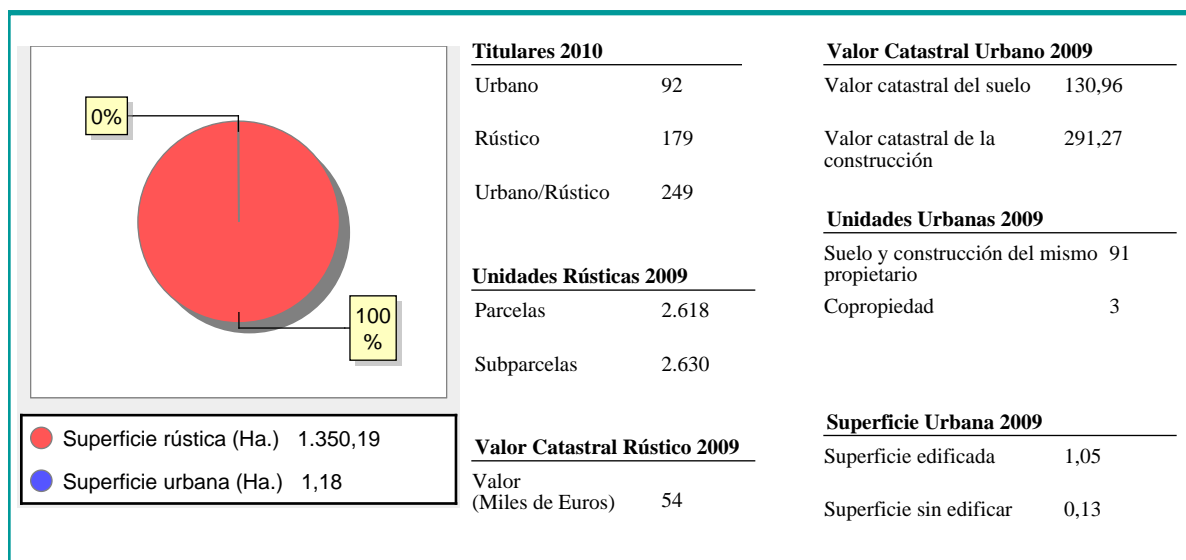 0%
100
%
Superficie rústica (Ha.) 1.350,19
Superficie urbana (Ha.) 1,18
Titulares 2010
Urbano 92
Rústico 179
Urbano/Rústico 249
Unidades Rústicas 2009
Parcelas 2.618
Subparcelas 2.630
Valor Catastral Rústico 2009
Valor
(Miles de Euros) 54
Valor Catastral Urbano 2009
Valor catastral del suelo 130,96
Valor catastral de la
construcción 291,27
Unidades Urbanas 2009
Suelo y construcción del mismo 91
propietario
Copropiedad 3
Superficie Urbana 2009
Superficie edificada 1,05
Superficie sin edificar 0,13